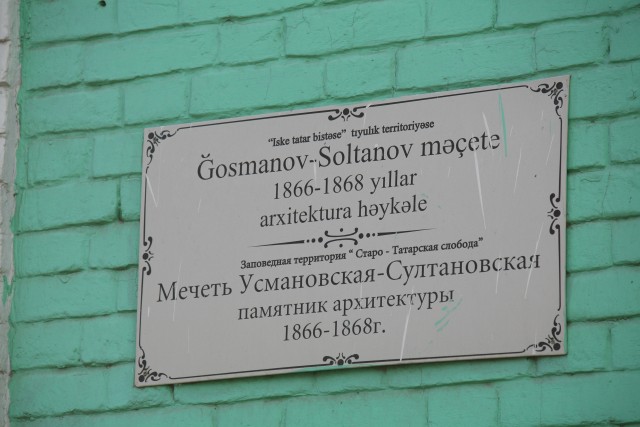 "Iske tatar bistəse" tıyulık territoriyəse
Ğosmanov-Soltanov məçete
1866-1868 yıllar
arxitektura həykəle
Заповедная территория " Старо - Татарская слобода"
Мечеть Усмановская-Султановская
памятник архитектуры
1866-1868г.